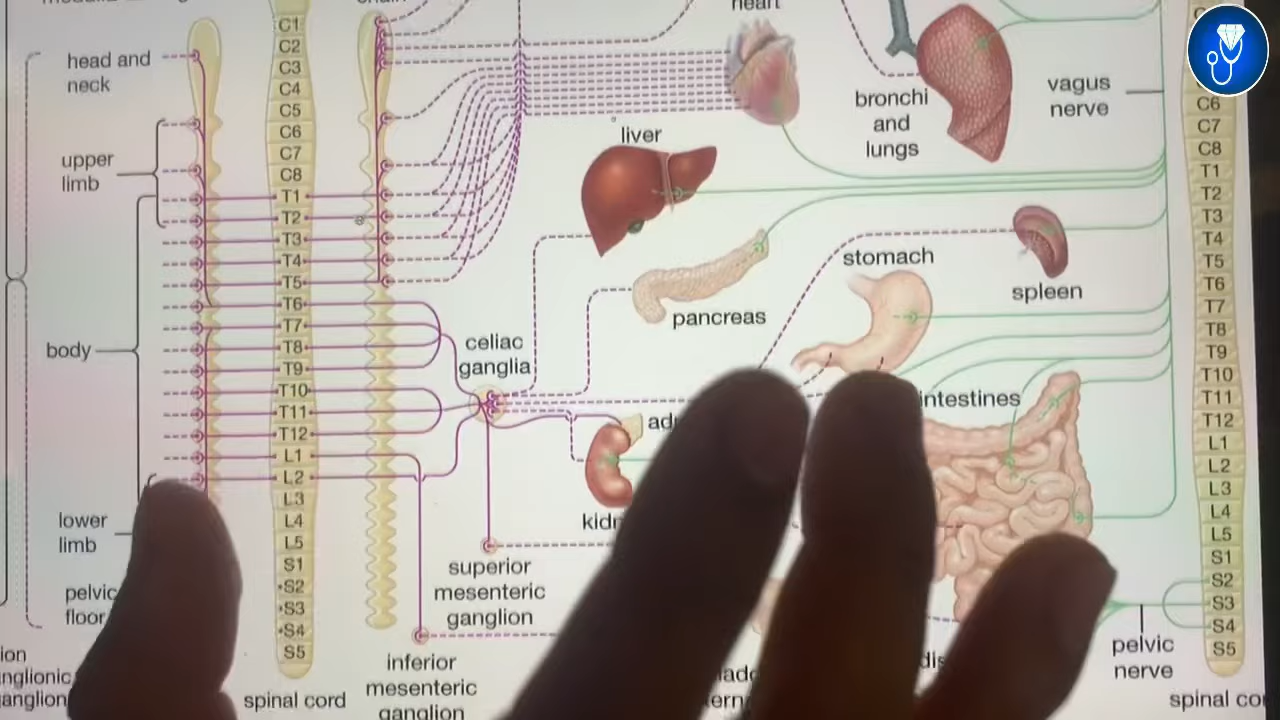 heart
head and
neck
upper
limb
body
lower
limb
pelvic
floor
C1
C2
C3
C4
C5
C6
C7
C8
T1
T2
T3
T4
T5
T6
T7
T8
T9
T10
T11
T12
L1
L2
L3
L4
L5
S1
S2
S3
S4
S5
spinal cord
liver
pancreas
celiac
ganglia
superior
mesenteric
ganglion
inferior
mesenteric
ganglion
bronchi
and
lungs
stomach
spleen
intestines
vagus
nerve
pelvic
nerve
C6
C7
C8
T1
T2
T3
T4
T5
T6
T7
T8
T9
T10
T11
T12
L1
L2
L3
L4
L5
S1
S2
S3
S4
S5
spinal